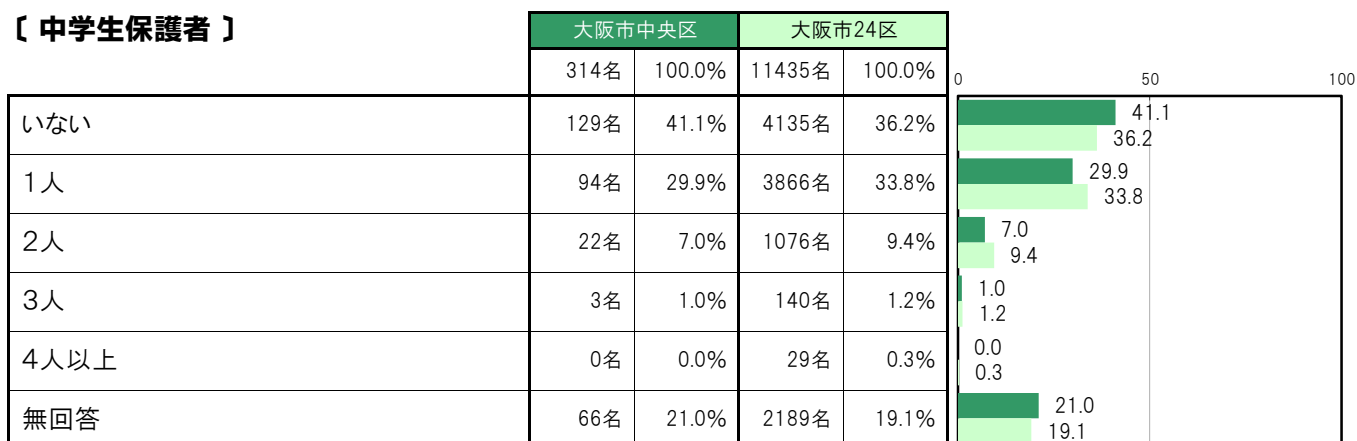 〔 中学生保護者 〕
大阪市中央区 大阪市24区
314名 100.0% 11435名 100.0%
0 50 100
いない 129名 41.1% 4135名 36.2%
41.1
36.2
1人 94名 29.9% 3866名 33.8%
29.9
33.8
2人 22名 7.0% 1076名 9.4%
7.0
9.4
3人 3名 1.0% 140名 1.2%
1.0
1.2
4人以上 0名 0.0% 29名 0.3%
0.0
0.3
無回答 66名 21.0% 2189名 19.1%
21.0
19.1